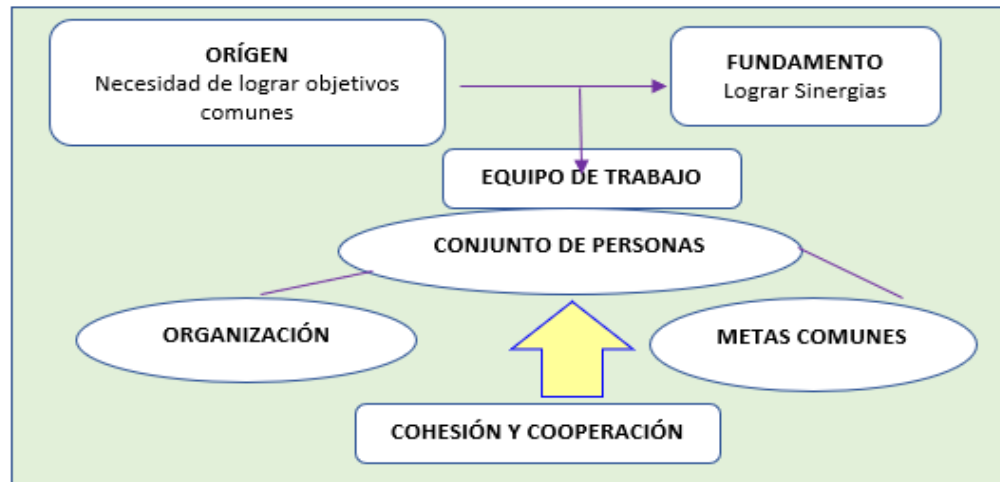 ORÍGEN
Necesidad de lograr objetivos
comunes
FUNDAMENTO
Lograr Sinergias
EQUIPO DE TRABAJO
CONJUNTO DE PERSONAS
ORGANIZACIÓN
METAS COMUNES
COHESIÓN Y COOPERACIÓN